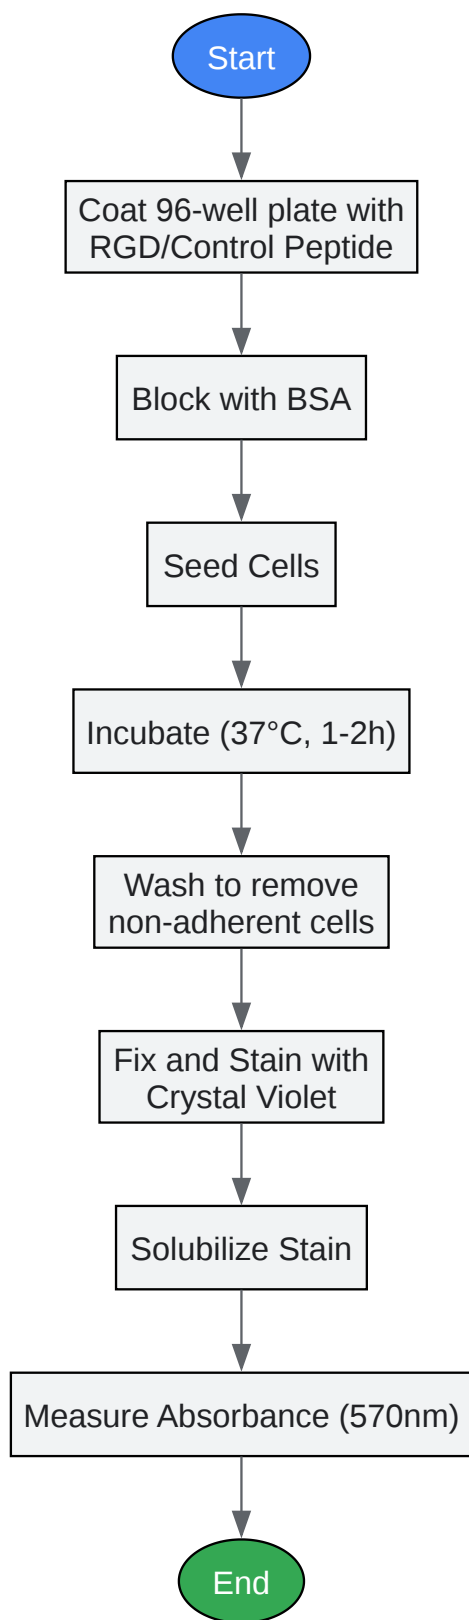 Start
Coat 96-well plate with
RGD/Control Peptide
Block with BSA
Seed Cells
Incubate (37°C, 1-2h)
Wash to remove
non-adherent cells
Fix and Stain with
Crystal Violet
Solubilize Stain
Measure Absorbance (570nm)
End